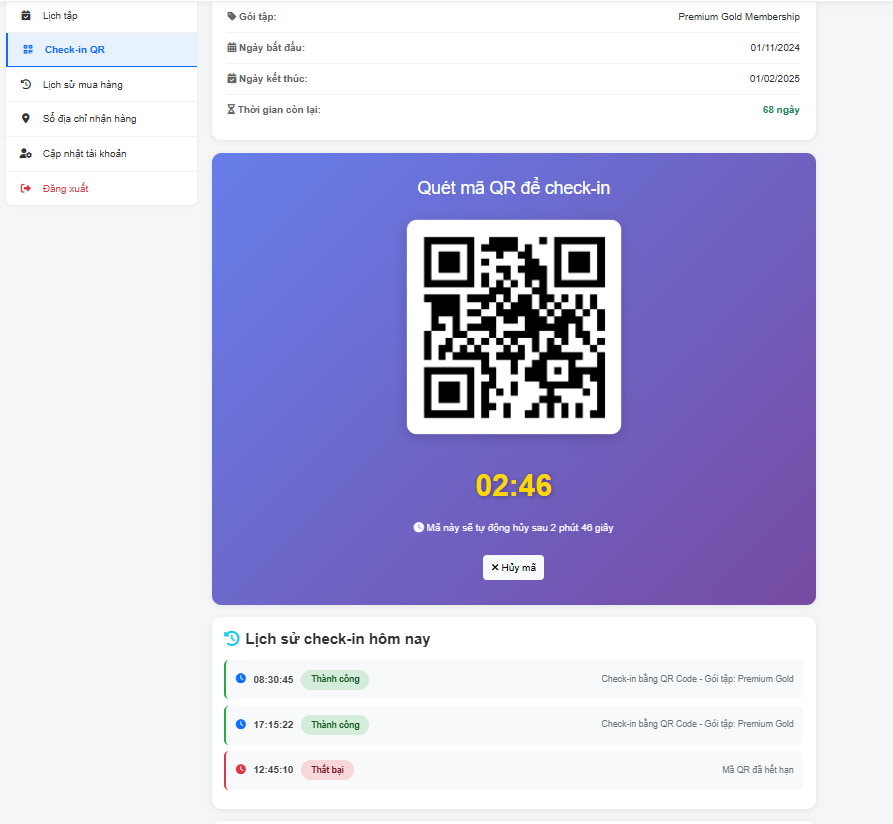 Lịch tập
Check-in QR
Lịch sử mua hàng
Sổ địa chỉ nhận hàng
Cập nhật tài khoản
Đăng xuất
Gói tập: Premium Gold Membership
Ngày bắt đầu: 01/11/2024
Ngày kết thúc: 01/02/2025
Thời gian còn lại: 68 ngày
Quét mã QR để check-in
02:46
Mã này sẽ tự động hủy sau 2 phút 46 giây
Hủy mã
Lịch sử check-in hôm nay
08:30:45 Thành công Check-in bằng QR Code - Gói tập: Premium Gold
17:15:22 Thành công Check-in bằng QR Code - Gói tập: Premium Gold
12:45:10 Thất bại Mã QR đã hết hạn